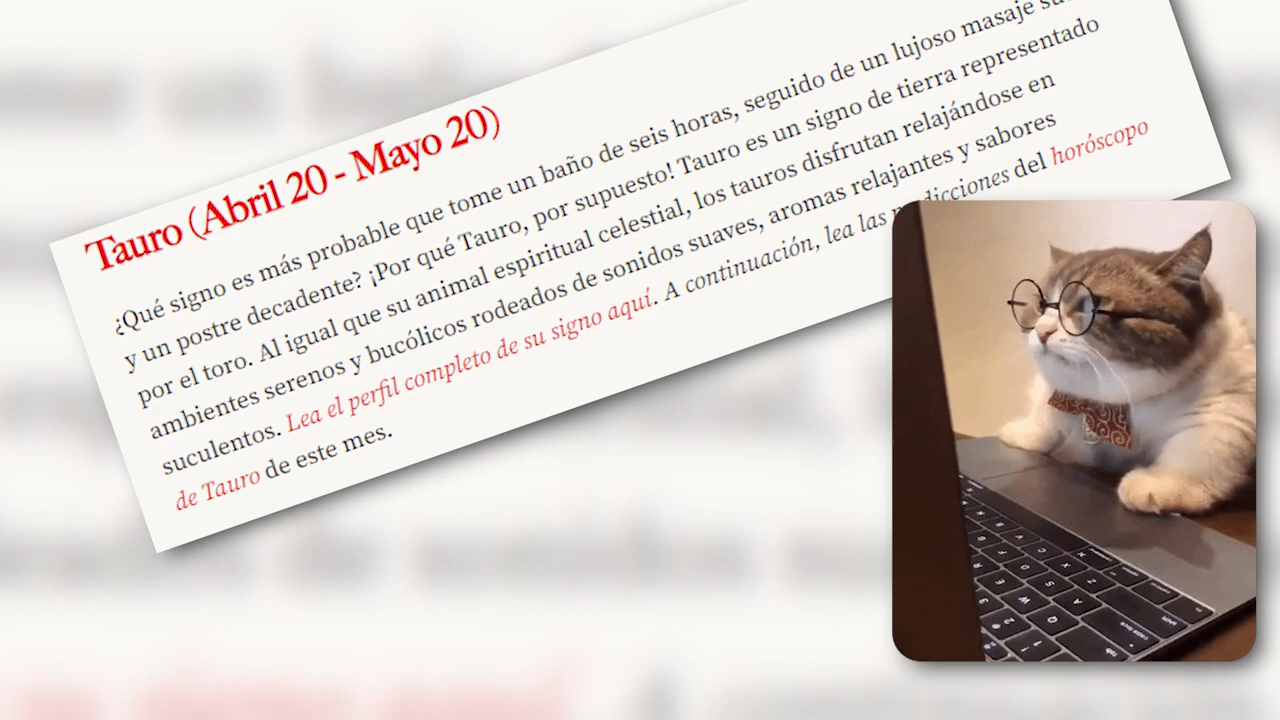 Tauro (Abril 20 - Mayo 20)
¿Qué signo es más probable que tome un baño de seis horas, seguido de un lujoso masaje
y un postre decadente? ¡Por qué Tauro, por supuesto! Tauro es un signo de tierra representado
por el toro. Al igual que su animal espiritual celestial, los tauros disfrutan relajándose en
ambientes serenos y bucólicos rodeados de sonidos suaves, aromas relajantes y sabores
suculentos. Lea el perfil completo de su signo aquí. A continuación, lea las predicciones del horóscopo
de Tauro de este mes.